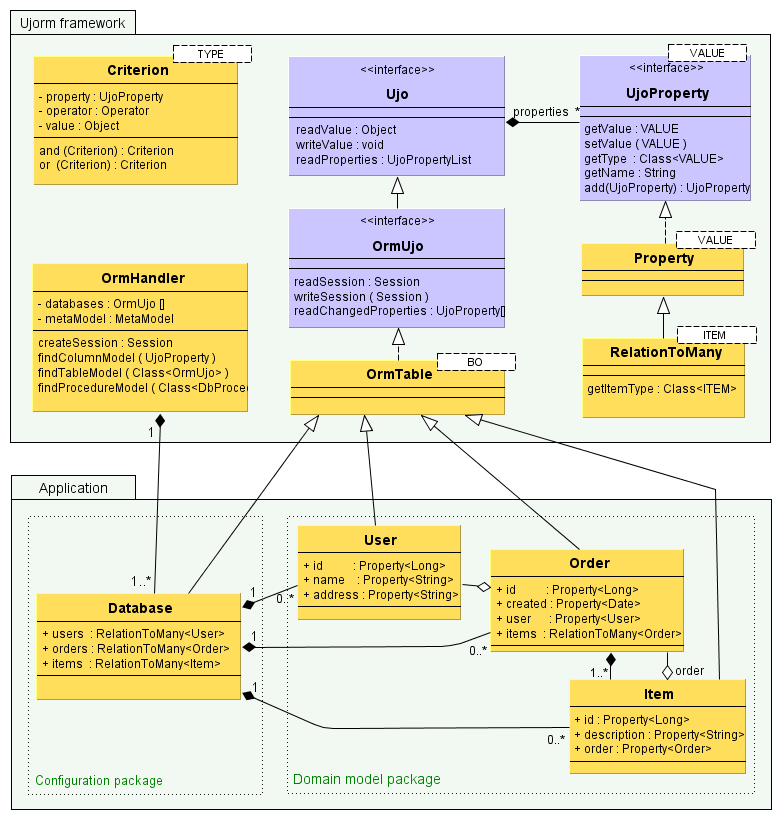 Ujorm framework
TYPE
Criterion
- property : UjoProperty
- operator : Operator
- value : Object
and (Criterion) : Criterion
or  (Criterion) : Criterion
<<interface>>
Ujo
readValue : Object
writeValue : void
readProperties : UjoPropertyList
properties  *
VALUE
<<interface>>
UjoProperty
getValue : VALUE
setValue ( VALUE )
getType  : Class<VALUE>
getName : String
add(UjoProperty) : UjoProperty
<<interface>>
OrmUjo
readSession : Session
writeSession ( Session )
readChangedProperties : UjoProperty[]
VALUE
Property
OrmHandler
- databases : OrmUjo []
- metaModel : MetaModel
createSession : Session
findColumnModel ( UjoProperty )
findTableModel ( Class<OrmUjo> )
findProcedureModel ( Class<DbProce
BO
OrmTable
ITEM
RelationToMany
getItemType : Class<ITEM>
1
Application
1..*
Database
+ users  : RelationToMany<User>
+ orders : RelationToMany<Order>
+ items  : RelationToMany<Item>
1
0..*
1
0..*
1
0..*
User
+ id         : Property<Long>
+ name    : Property<String>
+ address : Property<String>
Order
+ id         : Property<Long>
+ created : Property<Date>
+ user     : Property<User>
+ items  : RelationToMany<Order>
1..*
order
Item
+ id : Property<Long>
+ description : Property<String>
+ order : Property<Order>
Configuration package
Domain model package